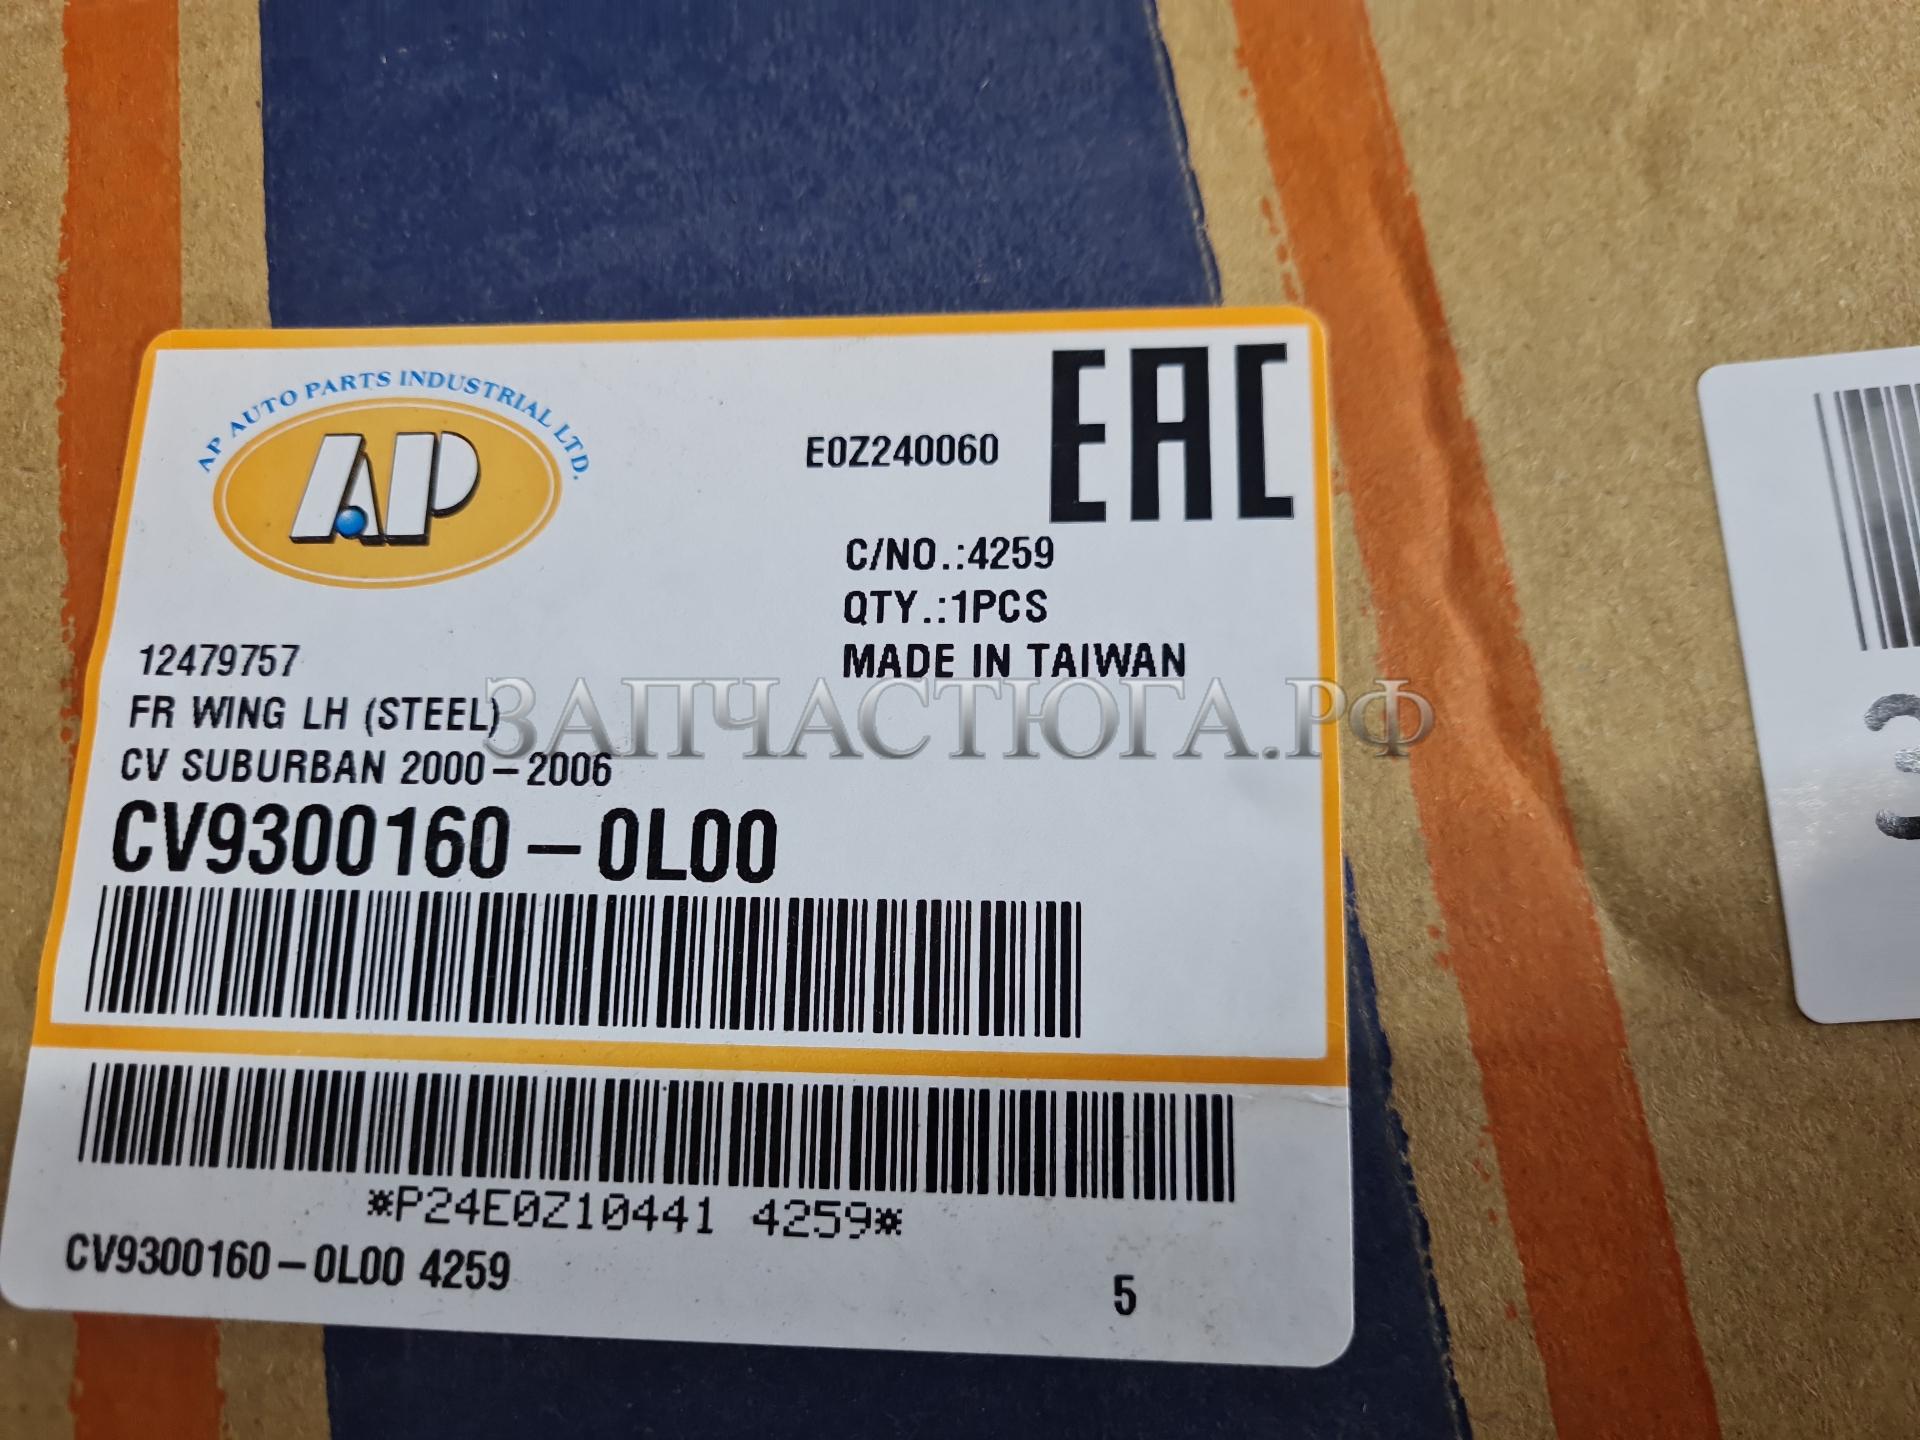 AP AUTO PARTS INDUSTRIAL LTD.
AP
E0Z240060
EAC
C/NO.:4259
QTY.:1PCS
MADE IN TAIWAN
12479757
FR WING LH (STEEL)
ЗАПЧАСТЮГА.РФ
CV SUBURBAN 2000-2006
CV9300160-0L00
*P24E0Z10441 4259*
CV9300160-0L00 4259
5